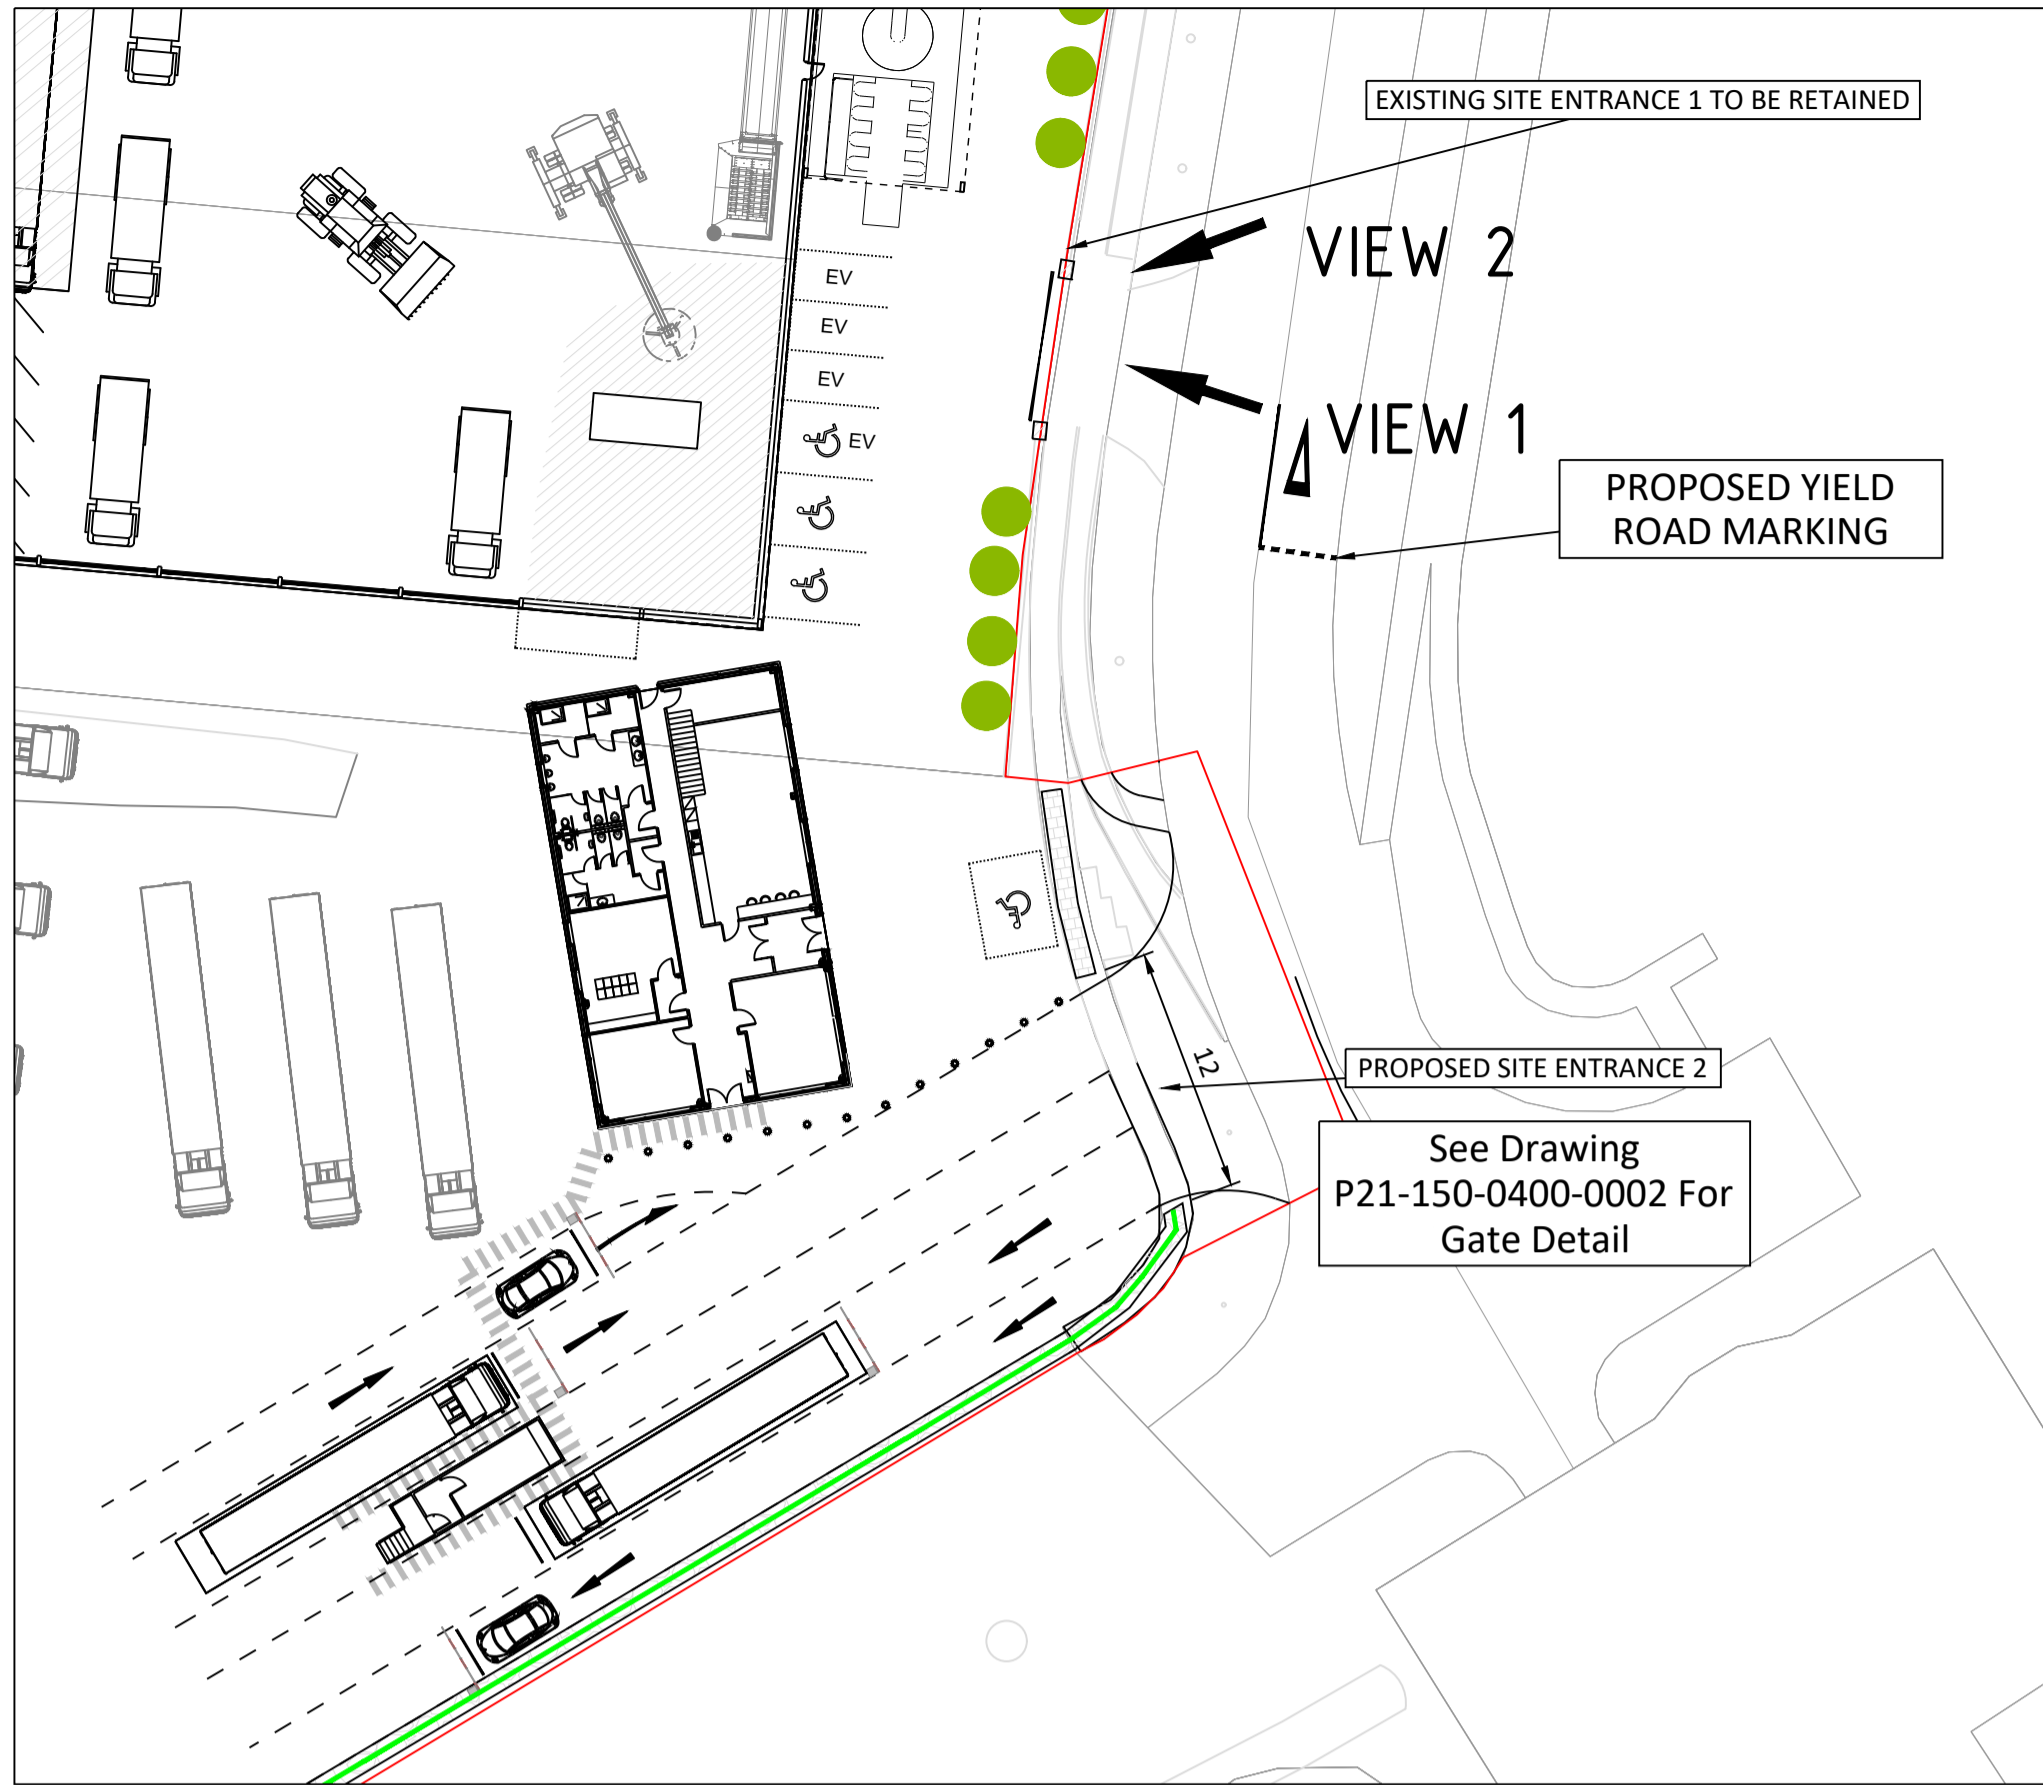 EXISTING SITE ENTRANCE 1 TO BE RETAINED
VIEW 2
EV
EV
EV
EV
VIEW 1
PROPOSED YIELD
ROAD MARKING
12
PROPOSED SITE ENTRANCE 2
See Drawing
P21-150-0400-0002 For
Gate Detail